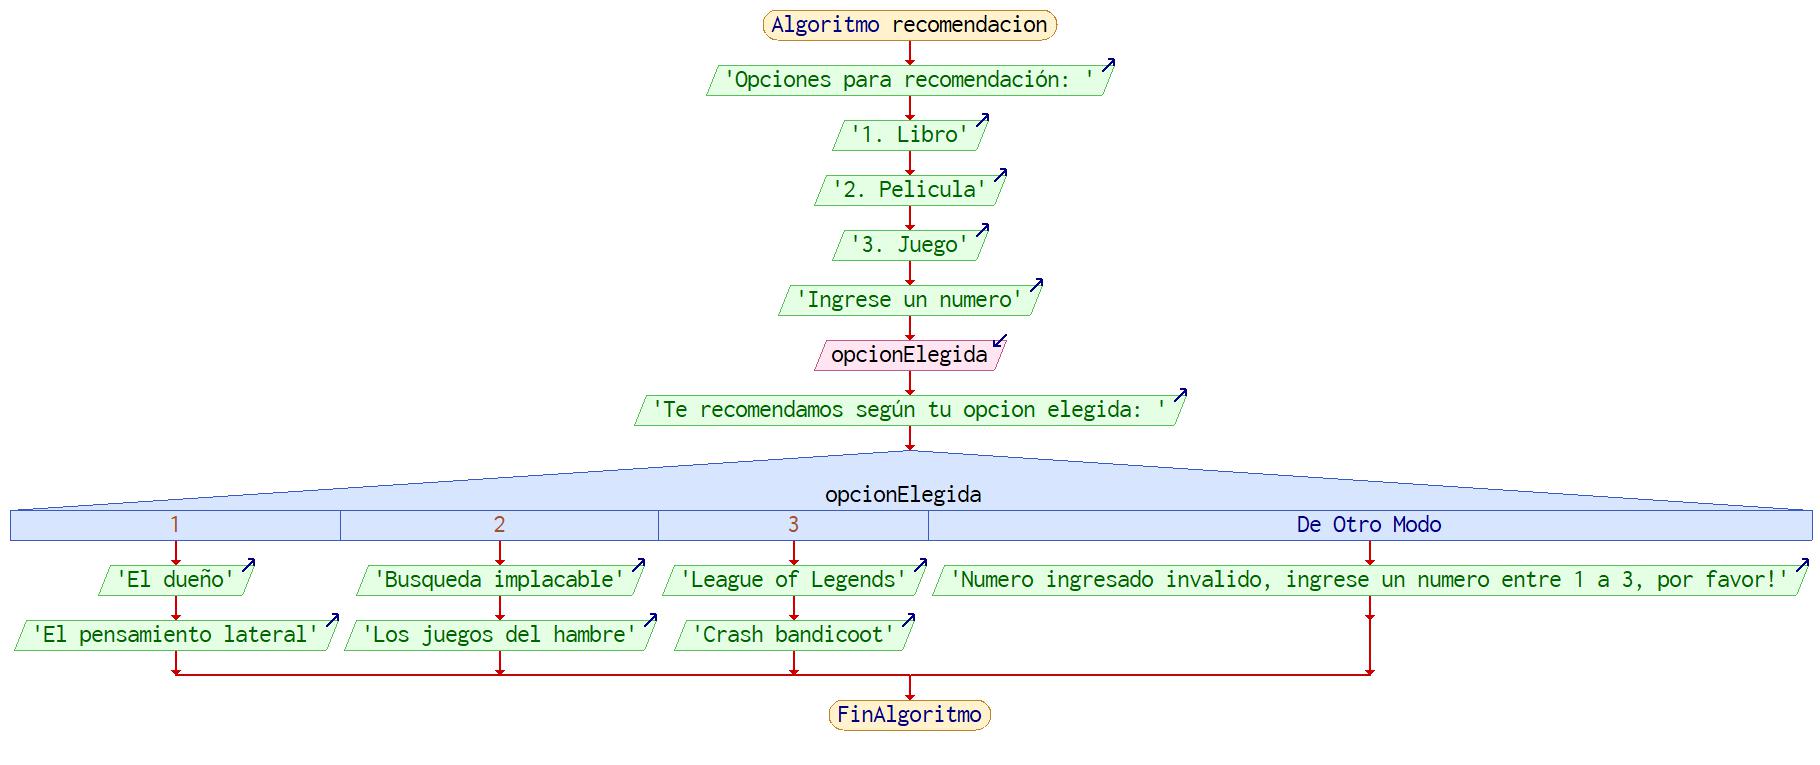 Algoritmo recomendacion
'Opciones para recomendación: '
'1. Libro'
'2. Pelicula'
'3. Juego'
'Ingrese un numero'
opcionElegida
'Te recomendamos según tu opcion elegida: '
opcionElegida
1
2
3
De Otro Modo
'El dueño'
'Busqueda implacable'
'League of Legends'
'Numero ingresado invalido, ingrese un numero entre 1 a 3, por favor!'
'El pensamiento lateral'
'Los juegos del hambre'
'Crash bandicoot'
FinAlgoritmo